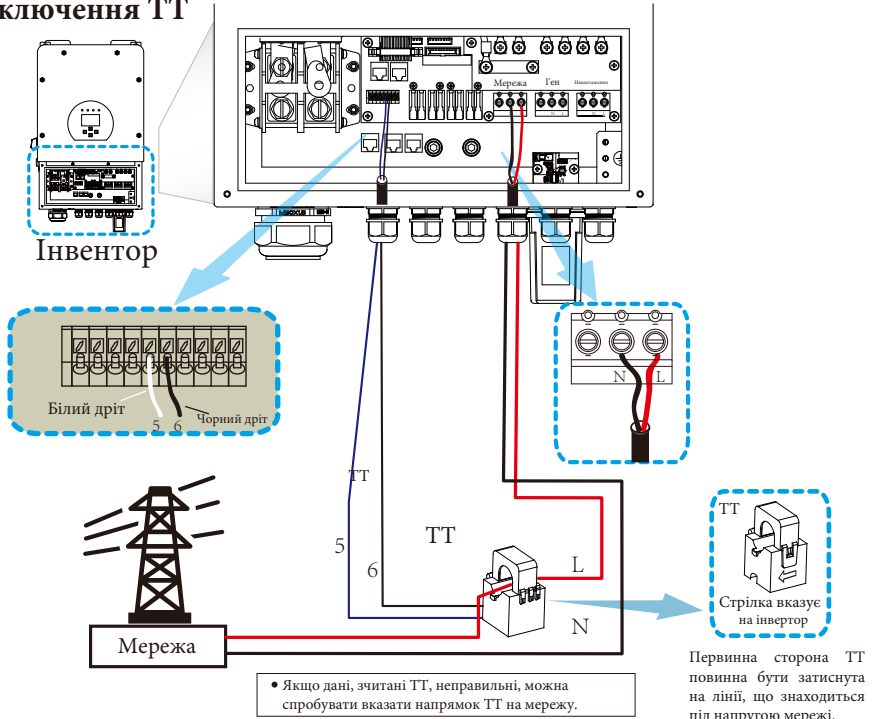 ключення ТТ
Мережа
Ген
Навантаження
N L
Інвентор
Білий дріт
Чорний дріт
5 6
N L
ТТ
5
6
ТТ
L
N
ТТ
Стрілка вказує
на інвертор
Мережа
Первинна сторона ТТ
повинна бути затиснута
на лінії, що знаходиться
під напругою мережі.
• Якщо дані, зчитані ТТ, неправильні, можна
спробувати вказати напрямок ТТ на мережу.